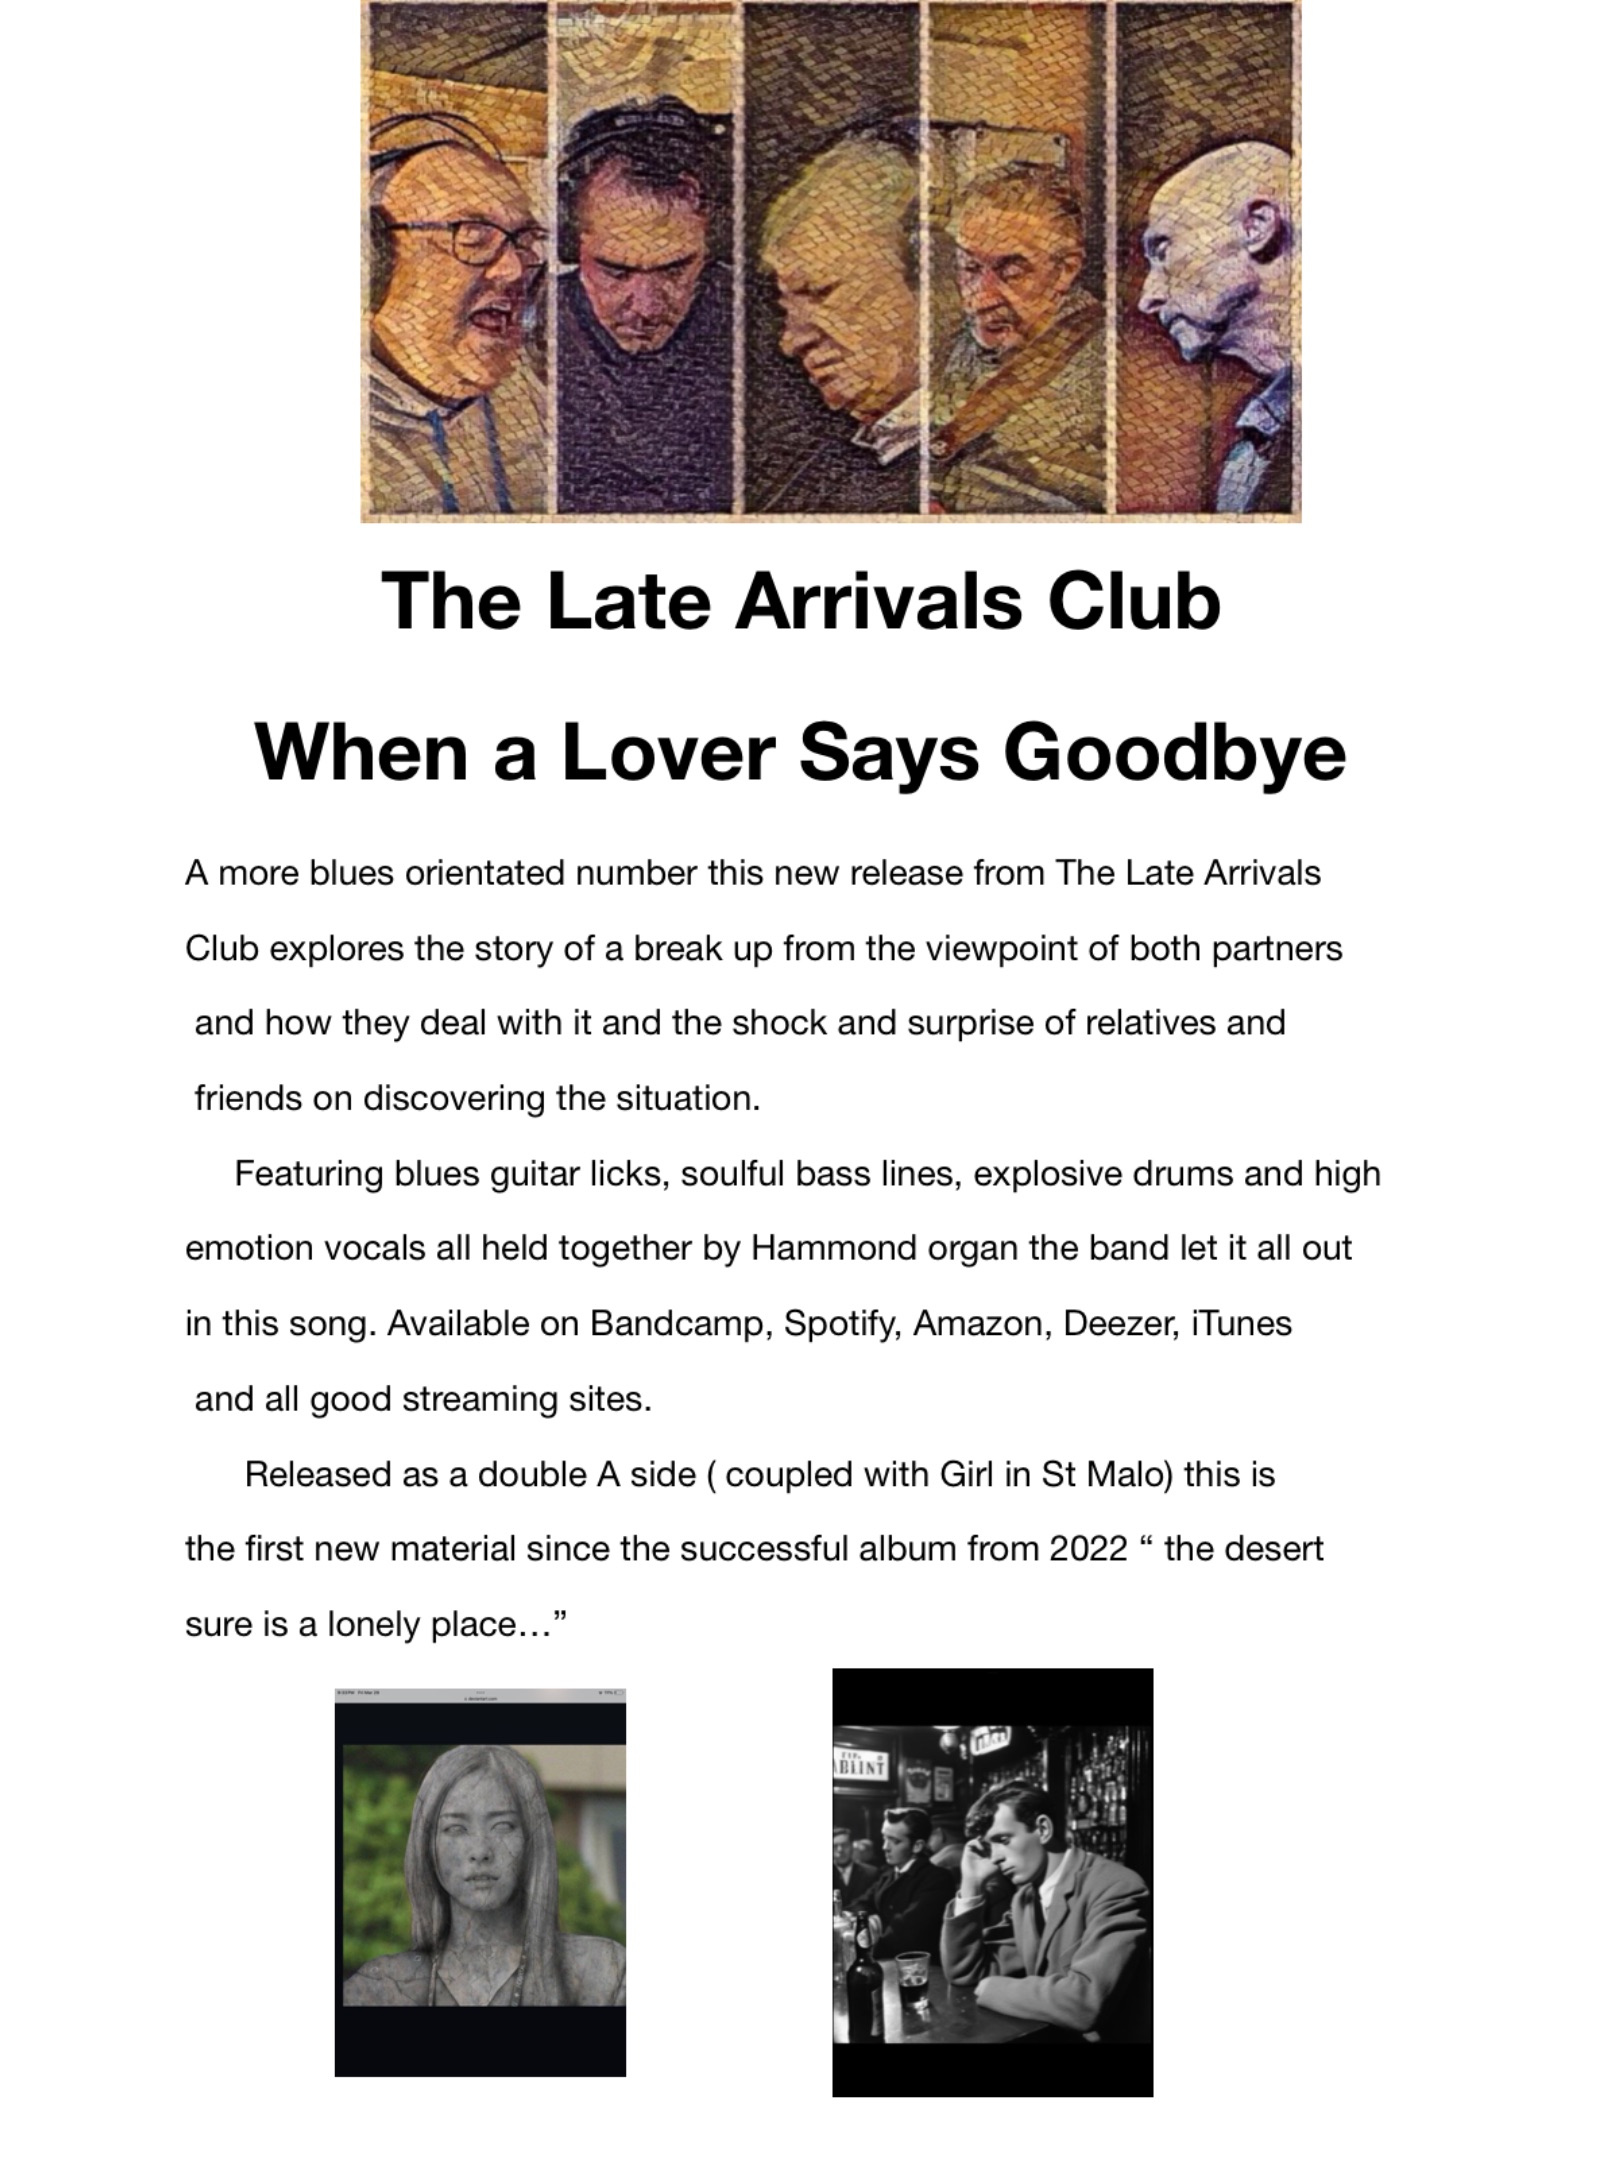 The Late Arrivals Club
When a Lover Says Goodbye
A more blues orientated number this new release from The Late Arrivals
Club explores the story of a break up from the viewpoint of both partners
and how they deal with it and the shock and surprise of relatives and
friends on discovering the situation.
Featuring blues guitar licks, soulful bass lines, explosive drums and high
emotion vocals all held together by Hammond organ the band let it all out
in this song. Available on Bandcamp, Spotify, Amazon, Deezer, iTunes
and all good streaming sites.
Released as a double A side ( coupled with Girl in St Malo) this is
the first new material since the successful album from 2022 “ the desert
sure is a lonely place…”